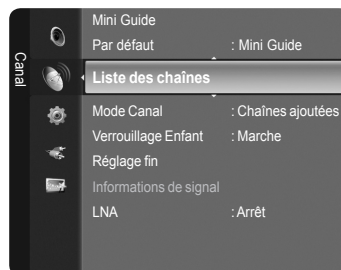 Canal
Mini Guide
Par défaut : Mini Guide
Liste des chaînes
Mode Canal : Chaînes ajoutées
Verrouillage Enfant : Marche
Réglage fin
Informations de signal
LNA : Arrêt